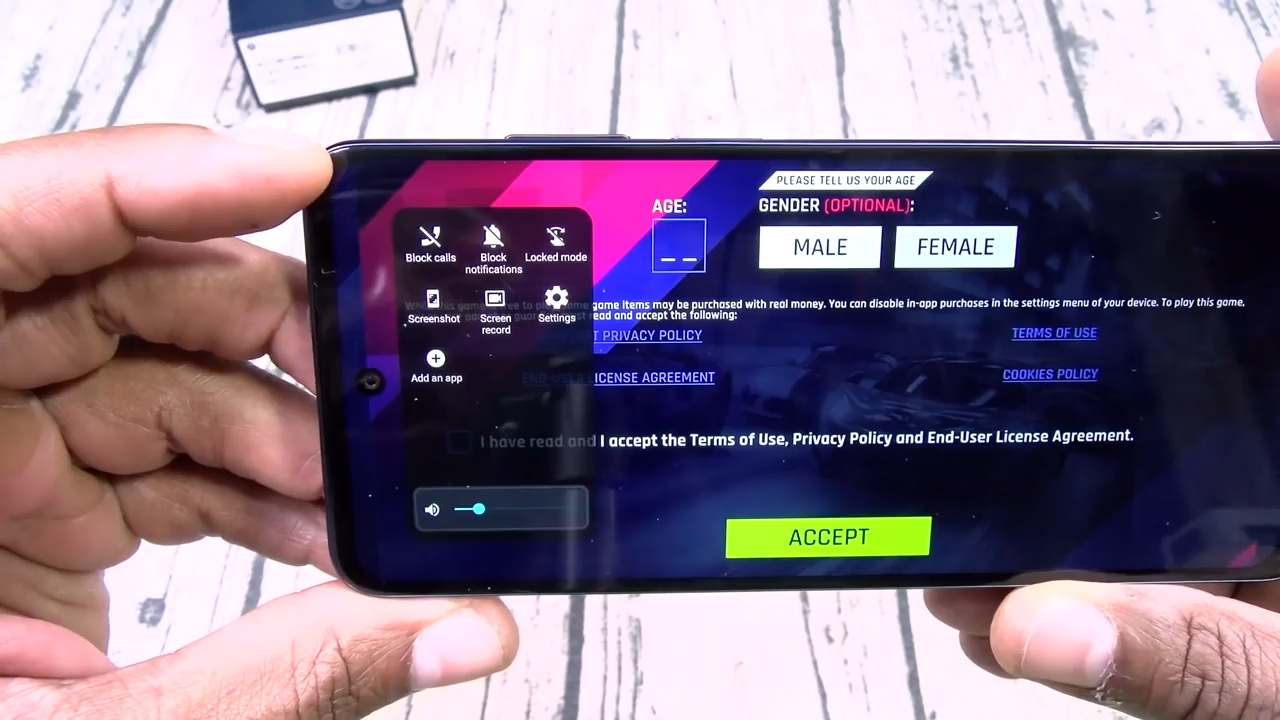 PLEASE TELL US YOUR AGE
AGE:
GENDER (OPTIONAL):
MALE
FEMALE
Block calls
Block notifications
Locked mode
Screenshot
Screen record
Settings
Add an app
game items may be purchased with real money. You can disable in-app purchases in the settings menu of your device. To play this game,
read and accept the following:
PRIVACY POLICY
TERMS OF USE
END-USER LICENSE AGREEMENT
COOKIES POLICY
I have read and I accept the Terms of Use, Privacy Policy and End-User License Agreement.
ACCEPT